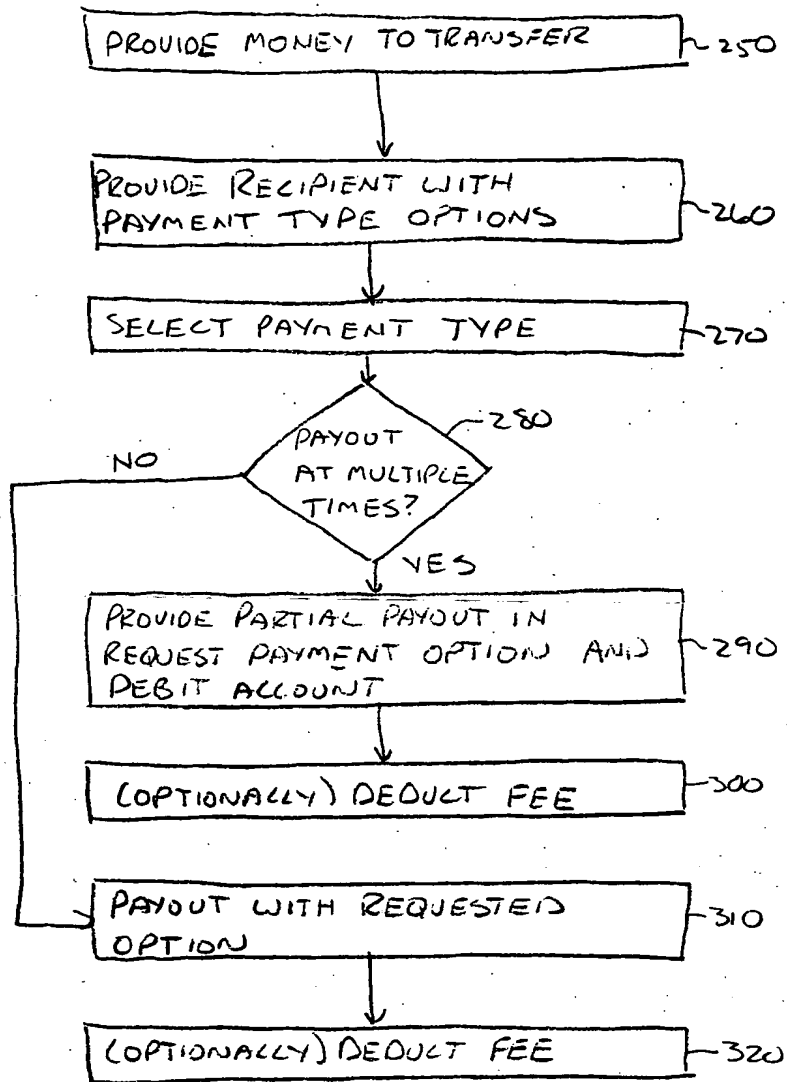 PROVIDE MONEY TO TRANSFER
250
PROVIDE RECIPIENT WITH
PAYMENT TYPE OPTIONS
260
SELECT PAYMENT TYPE
270
280
PAYOUT
AT MULTIPLE
TIMES?
NO
YES
PROVIDE PARTIAL PAYOUT IN
REQUEST PAYMENT OPTION AND
DEBIT ACCOUNT
290
(OPTIONALLY) DEDUCT FEE
300
PAYOUT WITH REQUESTED
OPTION
310
(OPTIONALLY) DEDUCT FEE
320